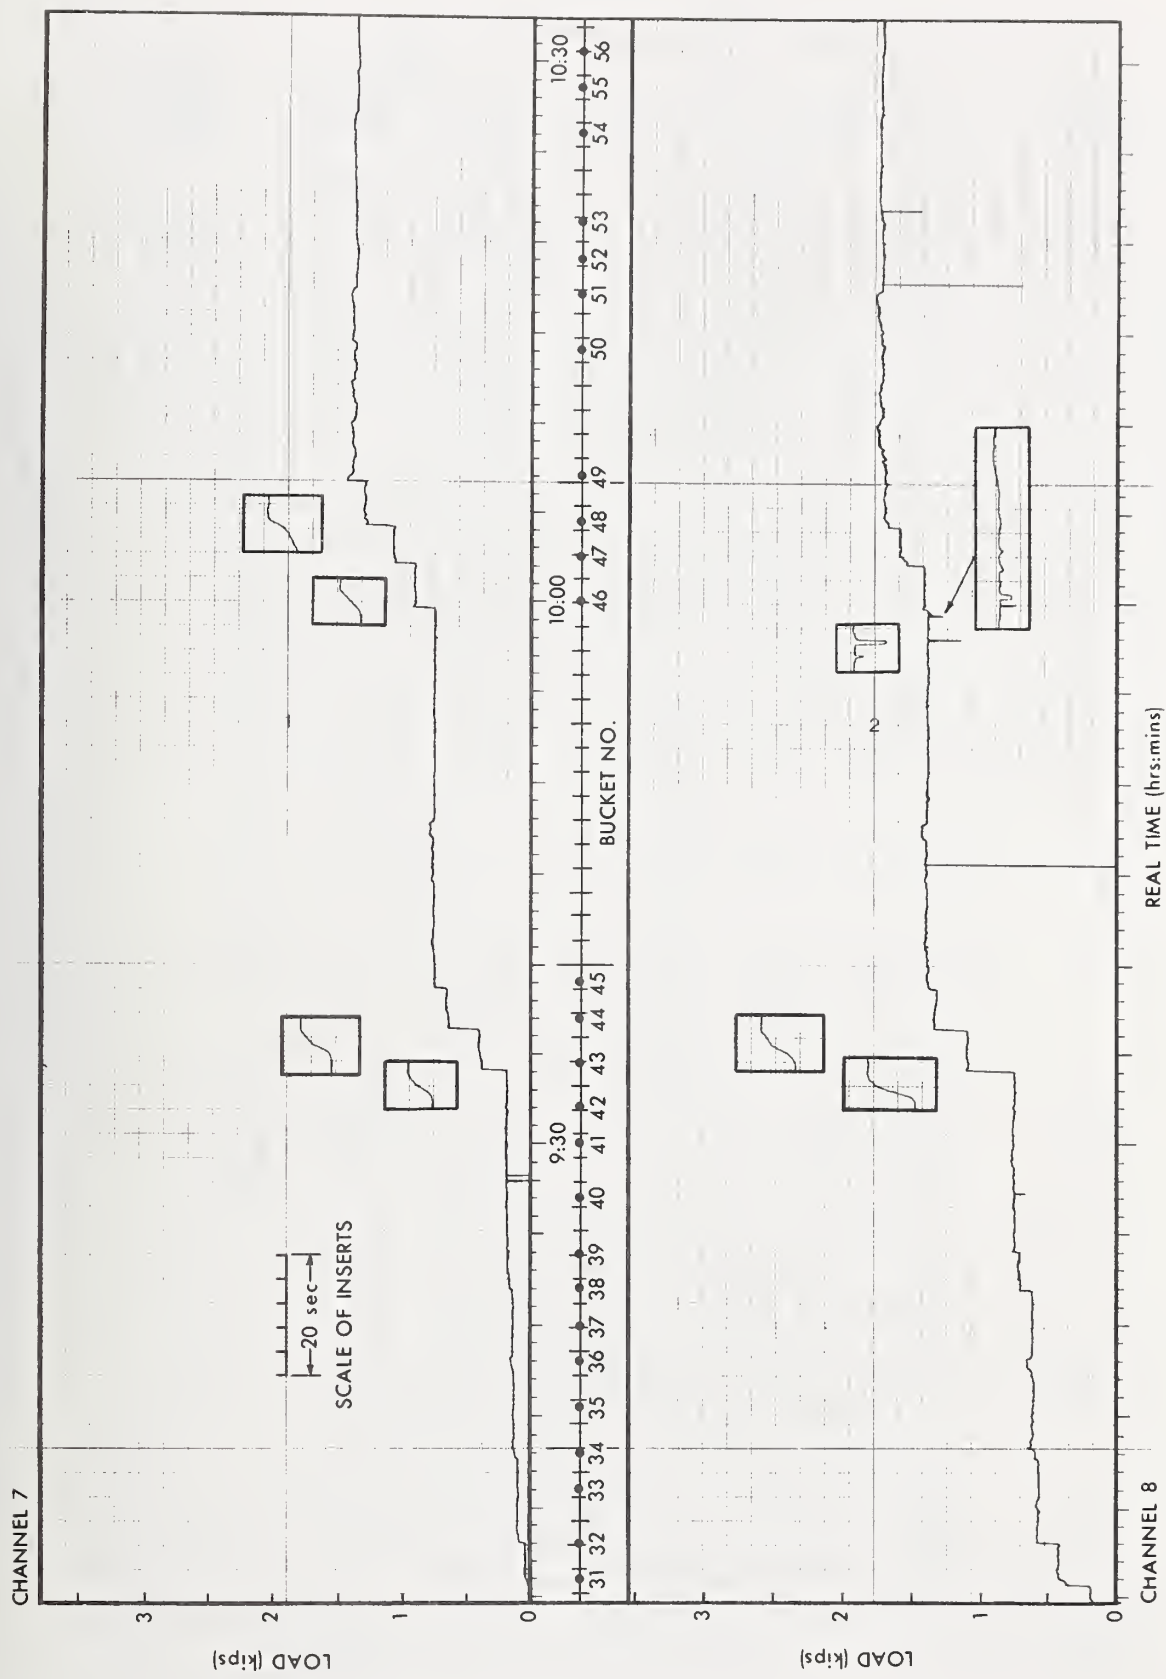 CHANNEL 7
LOAD (kips)
3
2
1
0
20 sec
SCALE OF INSERTS
9:30
10:00
10:30
31 32 33 34 35 36 37 38 39 40 41 42 43 44 45 46 47 48 49 50 51 52 53 54 55 56
BUCKET NO.
CHANNEL 8
LOAD (kips)
3
2
1
0
2
REAL TIME (hrs:mins)